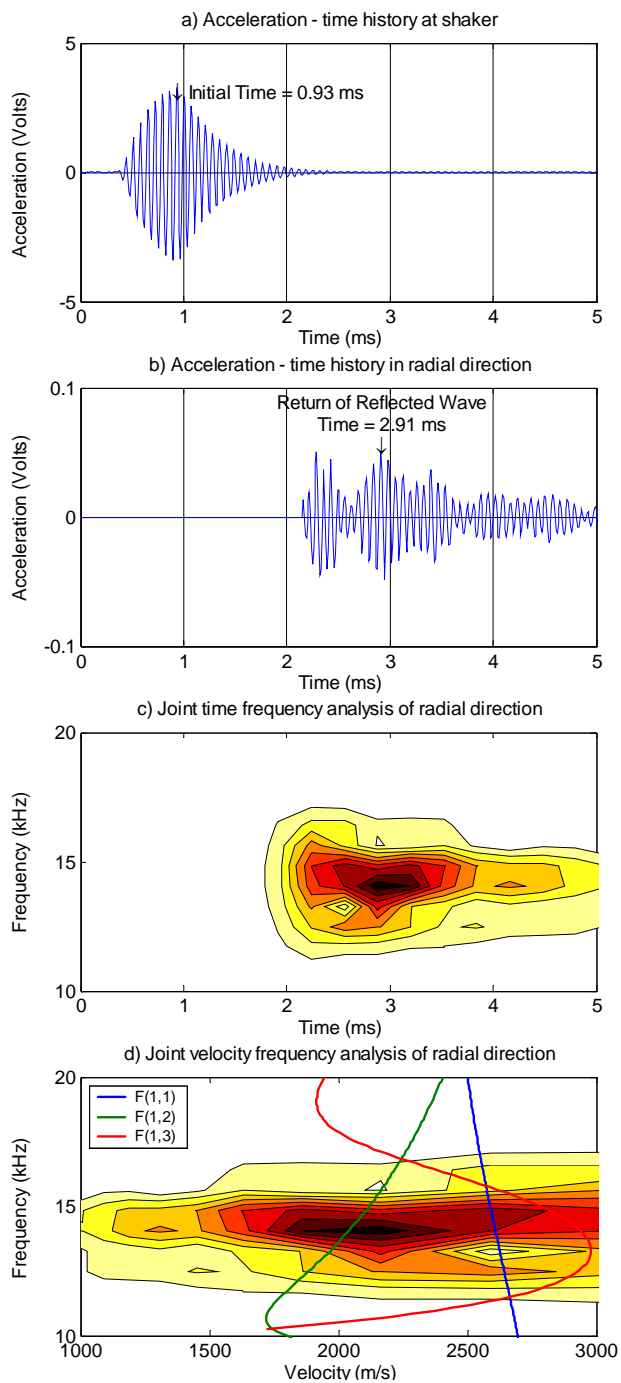 a) Acceleration - time history at shaker
5
Initial Time = 0.93 ms
0
-5
Acceleration (Volts)
0 1 2 3 4 5
Time (ms)
b) Acceleration - time history in radial direction
0.1
Return of Reflected Wave
Time = 2.91 ms
0
-0.1
Acceleration (Volts)
0 1 2 3 4 5
Time (ms)
c) Joint time frequency analysis of radial direction
20
15
10
Frequency (kHz)
0 1 2 3 4 5
Time (ms)
d) Joint velocity frequency analysis of radial direction
20
F(1,1)
F(1,2)
F(1,3)
15
10
Frequency (kHz)
1000 1500 2000 2500 3000
Velocity (m/s)